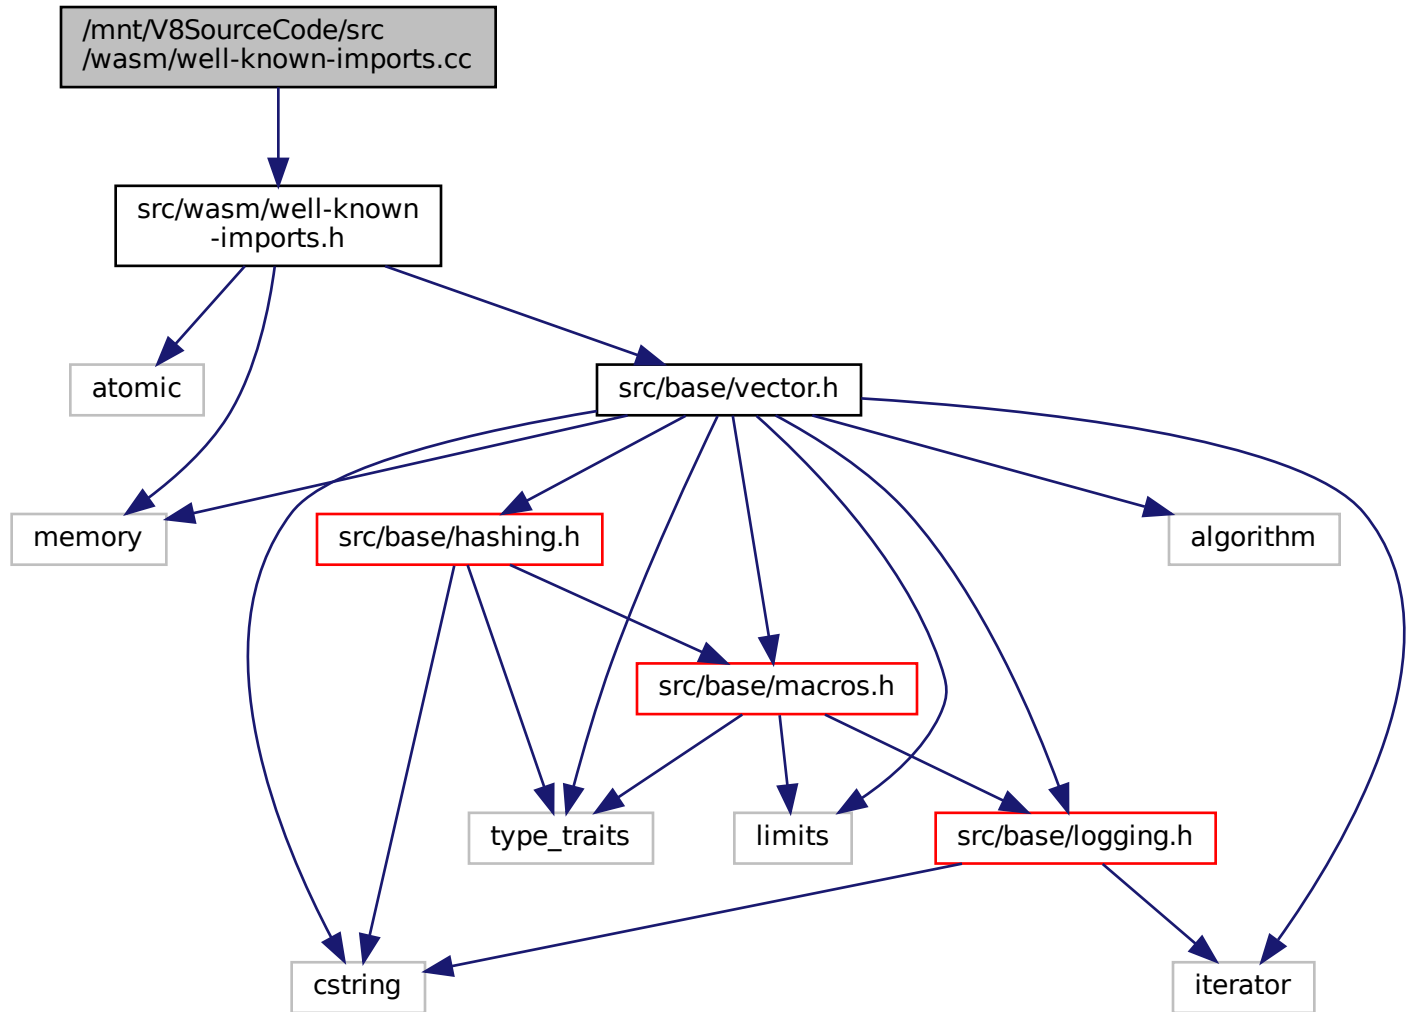 /mnt/V8SourceCode/src
/wasm/well-known-imports.cc
src/wasm/well-known
-imports.h
atomic
src/base/vector.h
memory
src/base/hashing.h
algorithm
src/base/macros.h
type_traits
limits
src/base/logging.h
cstring
iterator